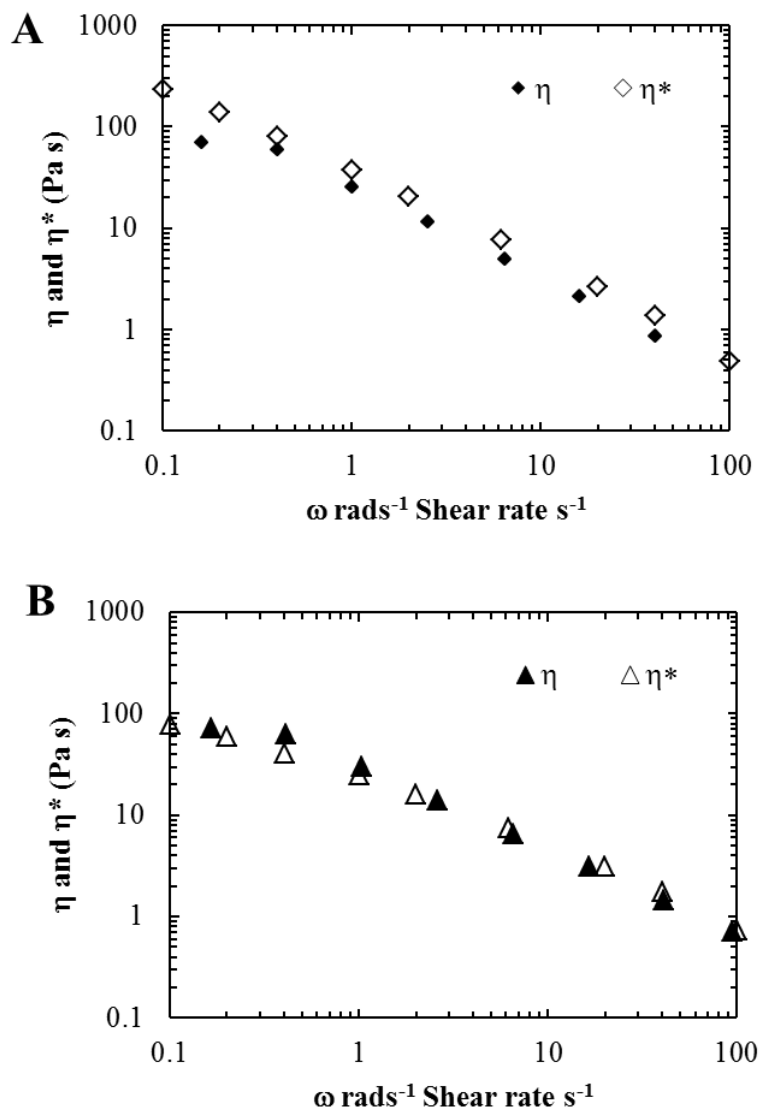 A
1000
100
10
1
0.1
η and η* (Pa s)
η η*
0.1 1 10 100
ω rads⁻¹ Shear rate s⁻¹
B
1000
100
10
1
0.1
η and η* (Pa s)
η η*
0.1 1 10 100
ω rads⁻¹ Shear rate s⁻¹